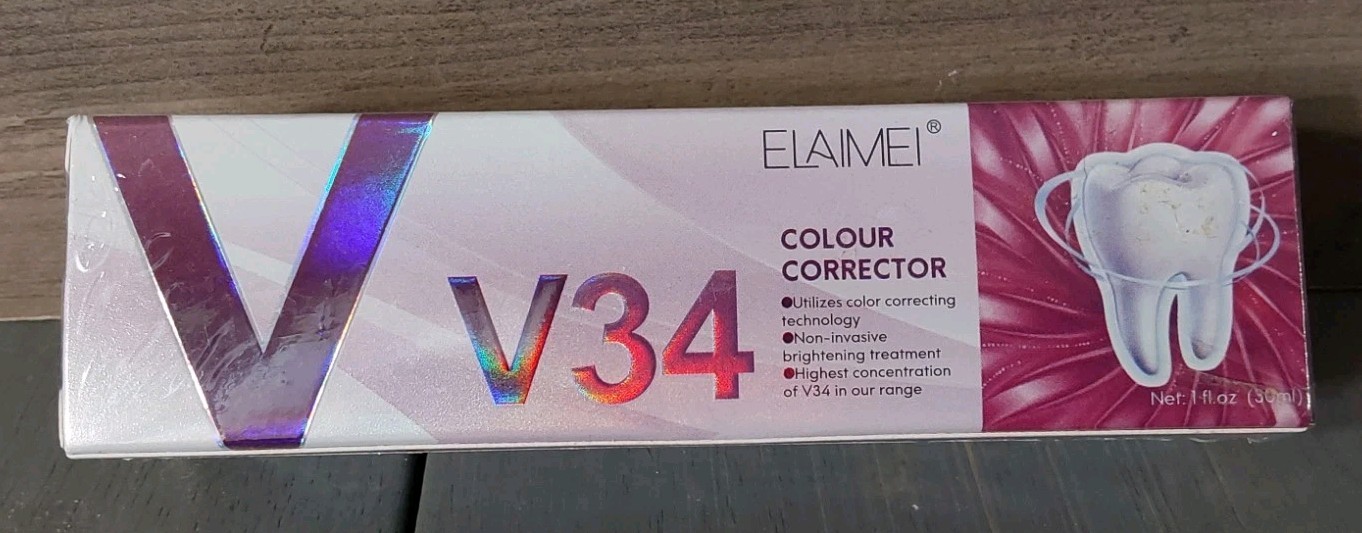 V
V34
ELAIMEI®
COLOUR
CORRECTOR
●Utilizes color correcting
technology
●Non-invasive
brightening treatment
●Highest concentration
of V34 in our range
Net: 1 fl.oz (30ml)